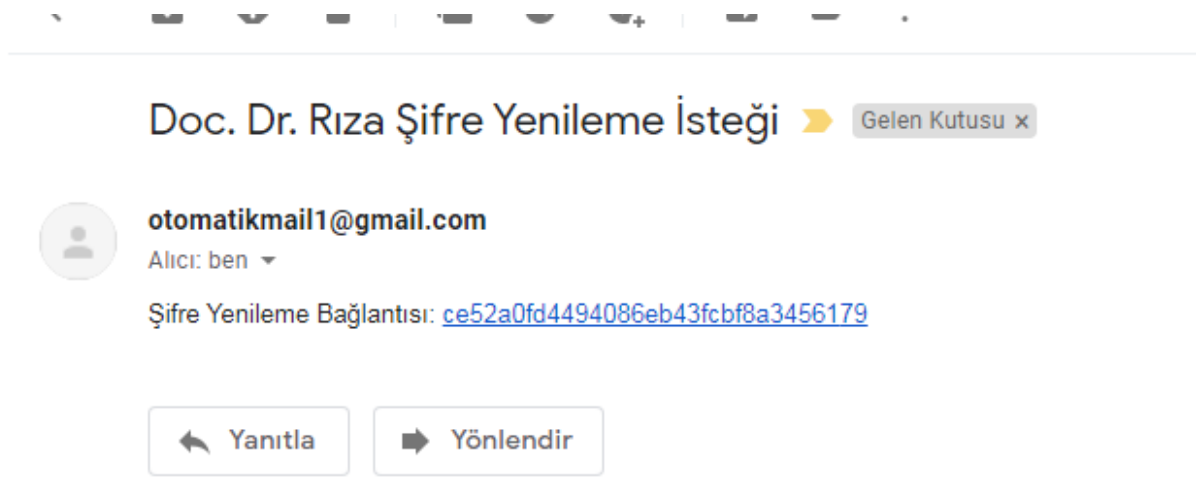 Doc. Dr. Rıza Şifre Yenileme İsteği Gelen Kutusu x
otomatikmail1@gmail.com
Alıcı: ben
Şifre Yenileme Bağlantısı: ce52a0fd4494086eb43fcbf8a3456179
Yanıtla Yönlendir